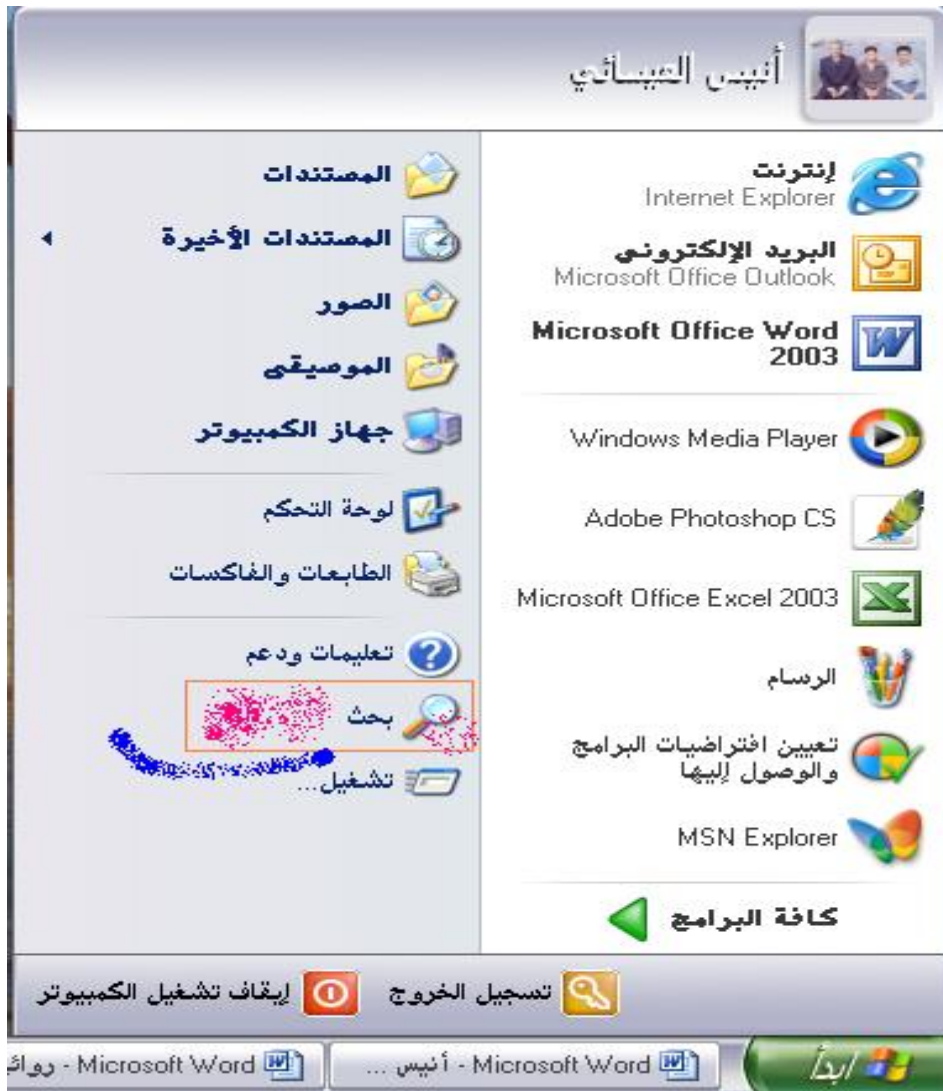 أنيس العيسائي
إنترنت
Internet Explorer
البريد الإلكتروني
Microsoft Office Outlook
Microsoft Office Word
2003
Windows Media Player
Adobe Photoshop CS
Microsoft Office Excel 2003
الرسام
تعيين افتراضيات البرامج
والوصول إليها
MSN Explorer
كافة البرامج
المستندات
المستندات الأخيرة
الصور
الموسيقى
جهاز الكمبيوتر
لوحة التحكم
الطابعات والفاكسات
تعليمات ودعم
بحث
تشغيل...
تسجيل الخروج
إيقاف تشغيل الكمبيوتر
ابدأ
أنيس ... - Microsoft Word
Microsoft Word -